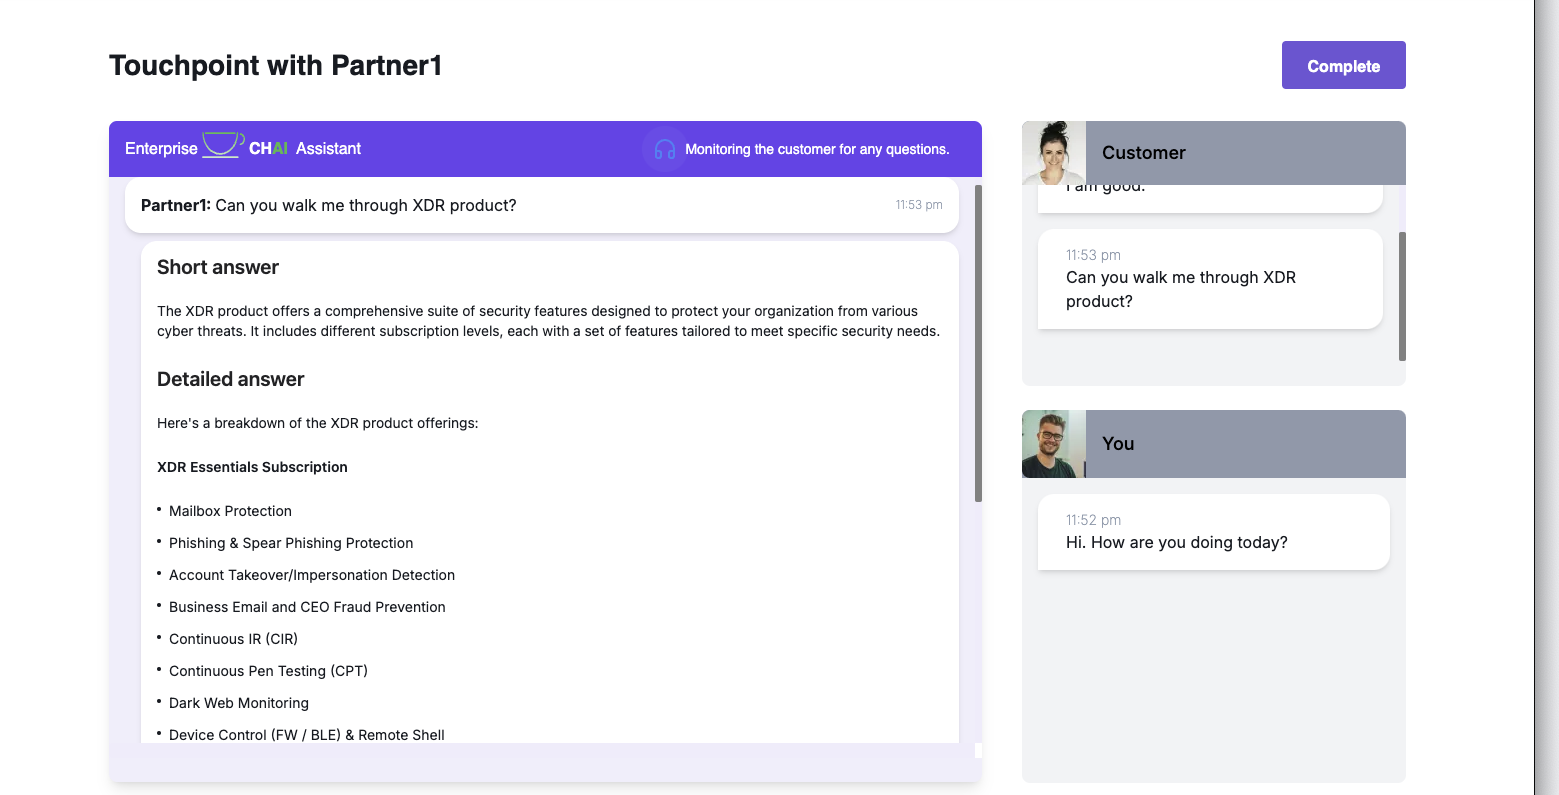 Touchpoint with Partner1
Complete
Enterprise CHAI Assistant
Monitoring the customer for any questions.
Partner1: Can you walk me through XDR product?
11:53 pm
Short answer
The XDR product offers a comprehensive suite of security features designed to protect your organization from various
cyber threats. It includes different subscription levels, each with a set of features tailored to meet specific security needs.
Detailed answer
Here's a breakdown of the XDR product offerings:
XDR Essentials Subscription
• Mailbox Protection
• Phishing & Spear Phishing Protection
• Account Takeover/Impersonation Detection
• Business Email and CEO Fraud Prevention
• Continuous IR (CIR)
• Continuous Pen Testing (CPT)
• Dark Web Monitoring
• Device Control (FW / BLE) & Remote Shell
Customer
I am good.
11:53 pm
Can you walk me through XDR
product?
You
11:52 pm
Hi. How are you doing today?